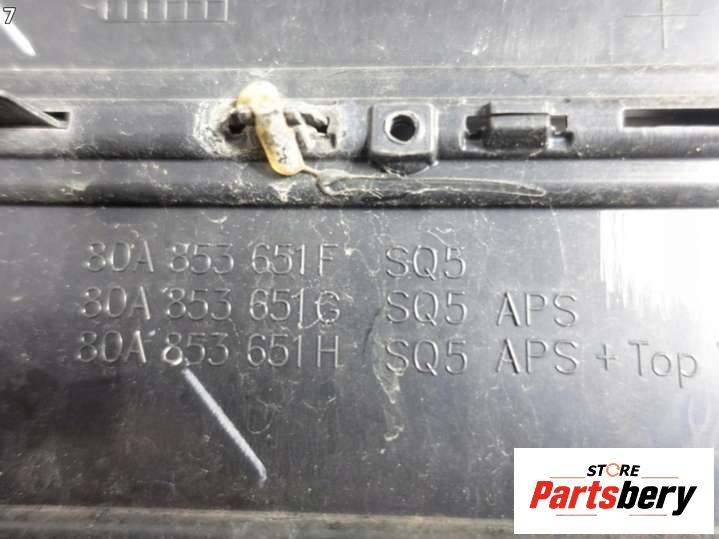 7
80A 853 651F SQ5
80A 853 651G SQ5 APS
80A 853 651H SQ5 APS + Top
STORE
Partsbery